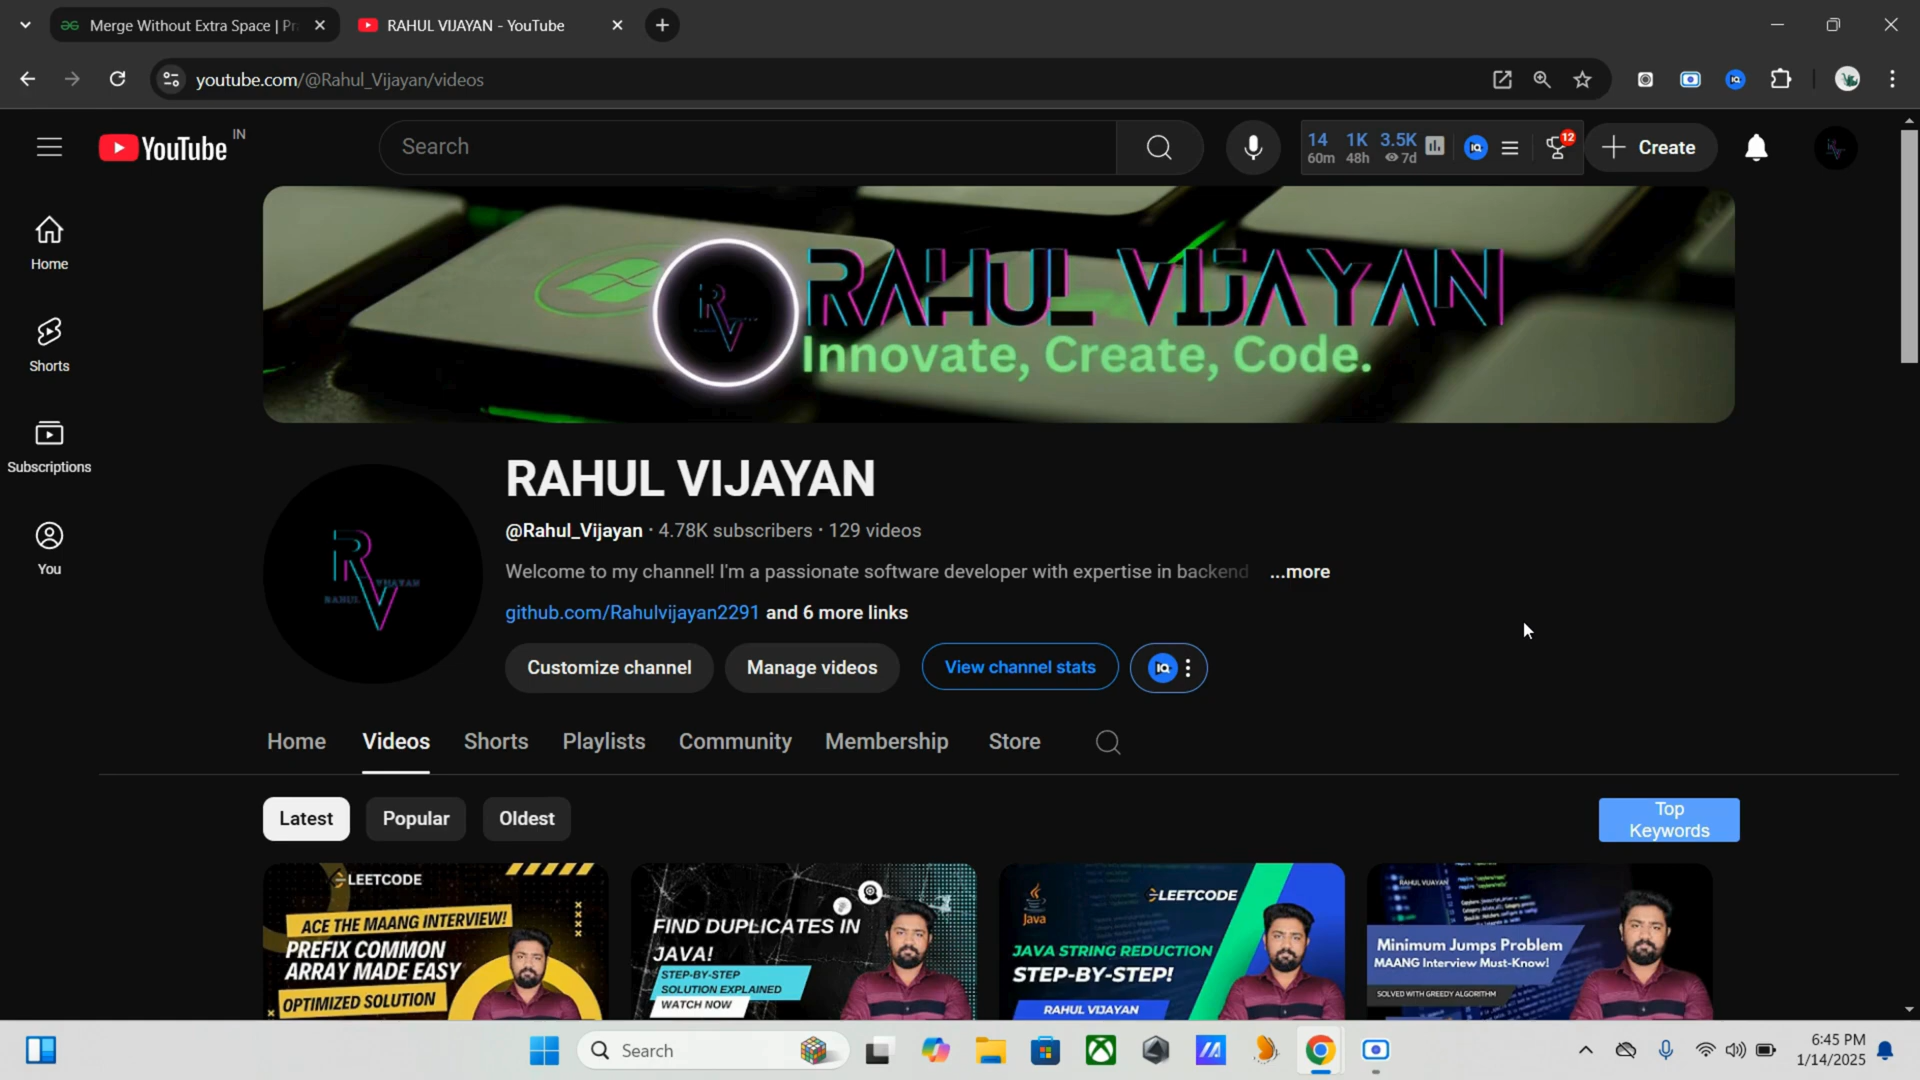 Merge Without Extra Space | Pr
RAHUL VIJAYAN - YouTube
youtube.com/@Rahul_Vijayan/videos
YouTube IN
Search
14 1K 3.5K
60m 48h 7d
12
Create
Home
Shorts
Subscriptions
You
RAHUL VIJAYAN
Innovate, Create, Code.
RAHUL VIJAYAN
@Rahul_Vijayan · 4.78K subscribers · 129 videos
Welcome to my channel! I'm a passionate software developer with expertise in backend ...more
github.com/Rahulvijayan2291 and 6 more links
Customize channel
Manage videos
View channel stats
IQ
Home Videos Shorts Playlists Community Membership Store
Latest Popular Oldest
Top
Keywords
LEETCODE
ACE THE MAANG INTERVIEW!
PREFIX COMMON
ARRAY MADE EASY
OPTIMIZED SOLUTION
FIND DUPLICATES IN
JAVA!
STEP-BY-STEP
SOLUTION EXPLAINED
WATCH NOW
Java
LEETCODE
JAVA STRING REDUCTION
STEP-BY-STEP!
RAHUL VIJAYAN
RAHUL VIJAYAN
Minimum Jumps Problem
MAANG Interview Must-Know!
SOLVED WITH GREEDY ALGORITHM
Search
6:45 PM
1/14/2025